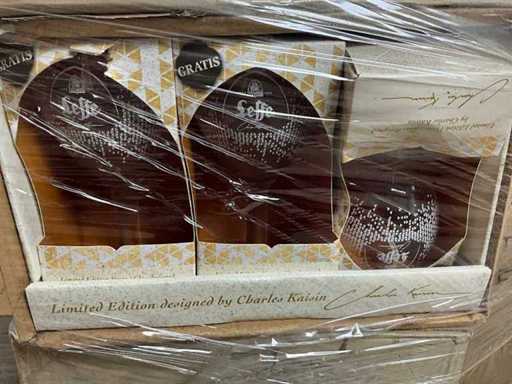 GRATIS
GRATIS
Leffe
Leffe
Limited Edition designed
by Charles Kaisin
Leffe
Limited Edition designed by Charles Kaisin